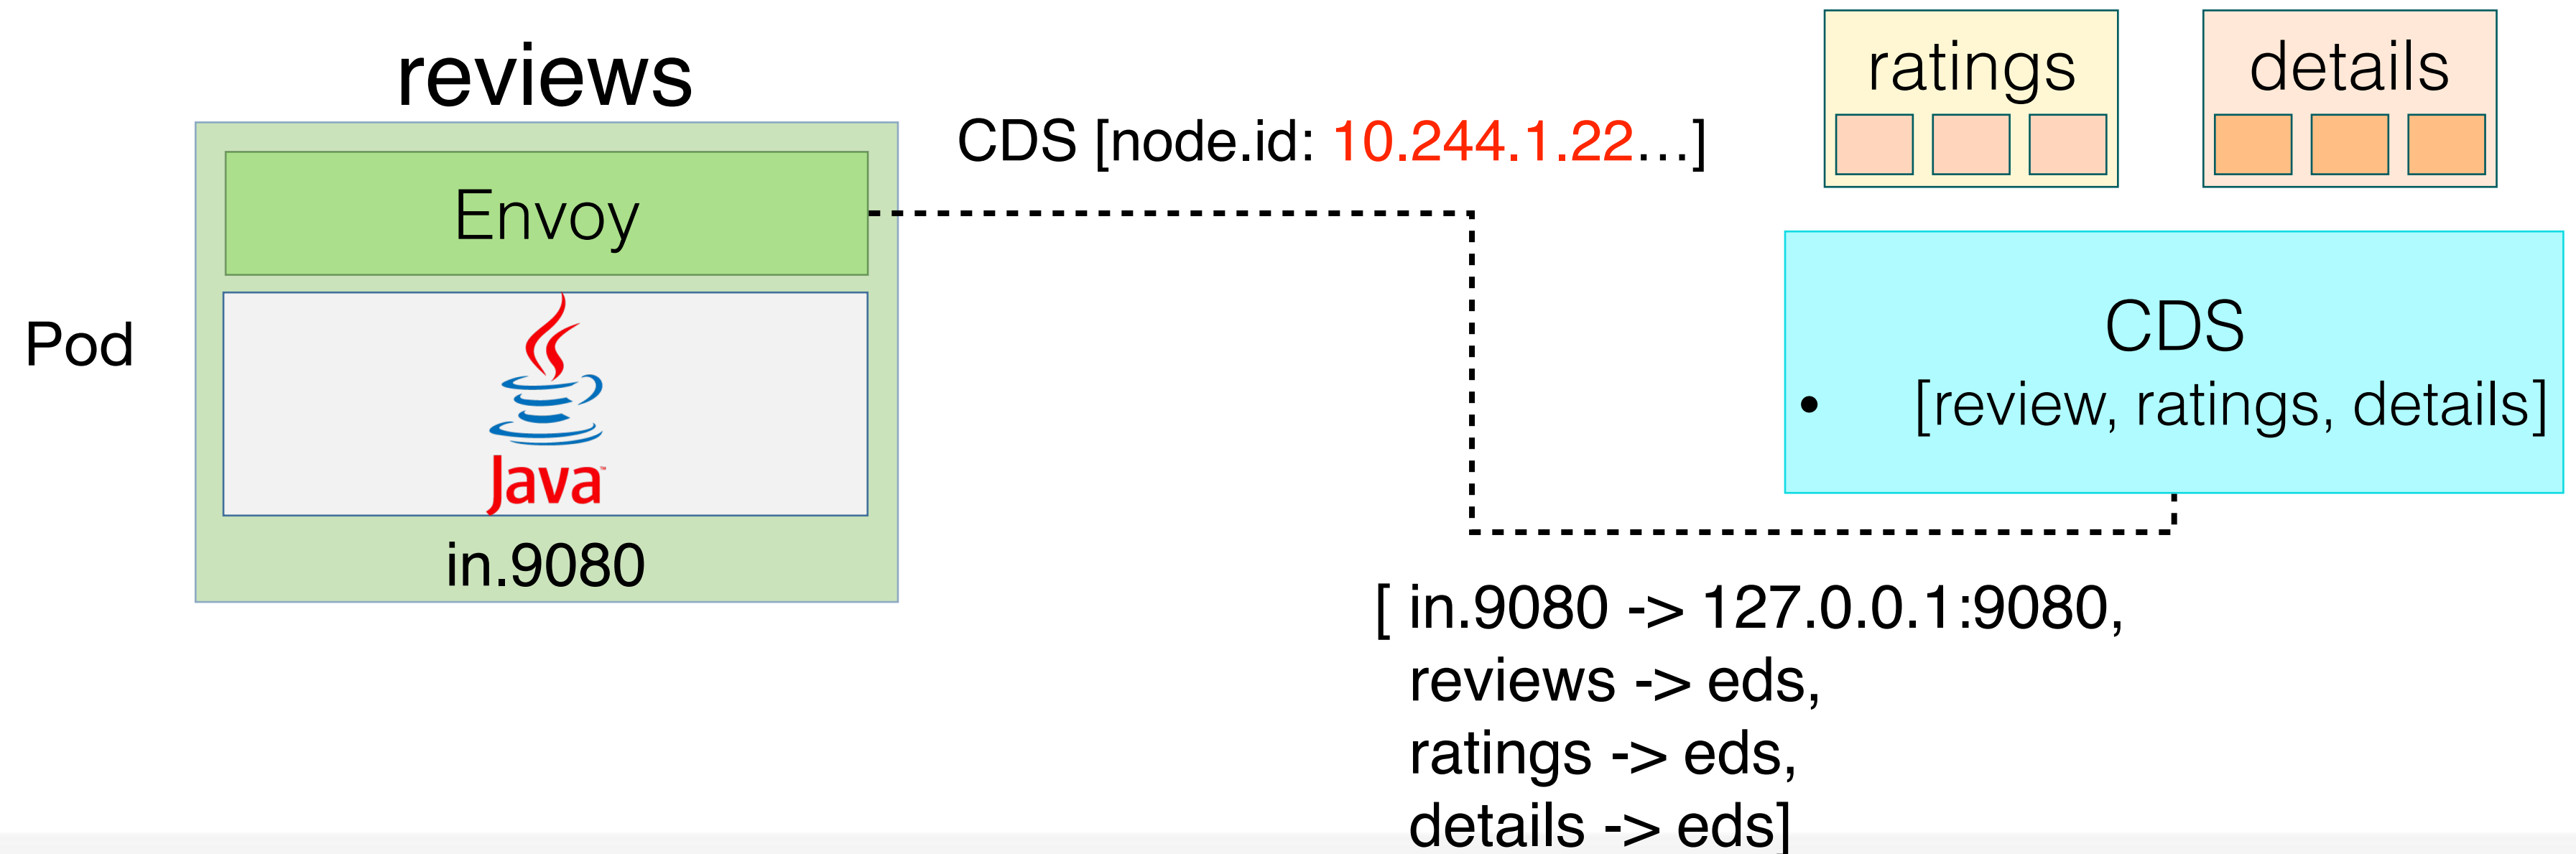 reviews
Pod
Envoy
Java™
in.9080
CDS [node.id: 10.244.1.22...]
ratings
details
CDS
• [review, ratings, details]
[ in.9080 -> 127.0.0.1:9080,
reviews -> eds,
ratings -> eds,
details -> eds]